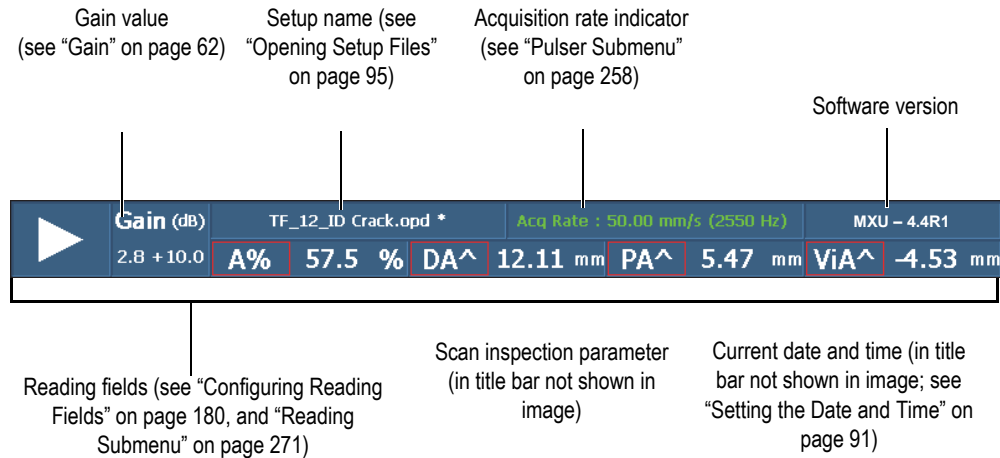 Gain value
(see “Gain” on page 62)
Setup name (see
“Opening Setup Files”
on page 95)
Acquisition rate indicator
(see “Pulser Submenu”
on page 258)
Software version
Gain (dB)
2.8 +10.0
TF_12_ID Crack.opd *
Acq Rate : 50.00 mm/s (2550 Hz)
MXU – 4.4R1
A% 57.5 % DA^ 12.11 mm PA^ 5.47 mm ViA^ -4.53 mm
Reading fields (see “Configuring Reading
Fields” on page 180, and “Reading
Submenu” on page 271)
Scan inspection parameter
(in title bar not shown in
image)
Current date and time (in title
bar not shown in image; see
“Setting the Date and Time” on
page 91)